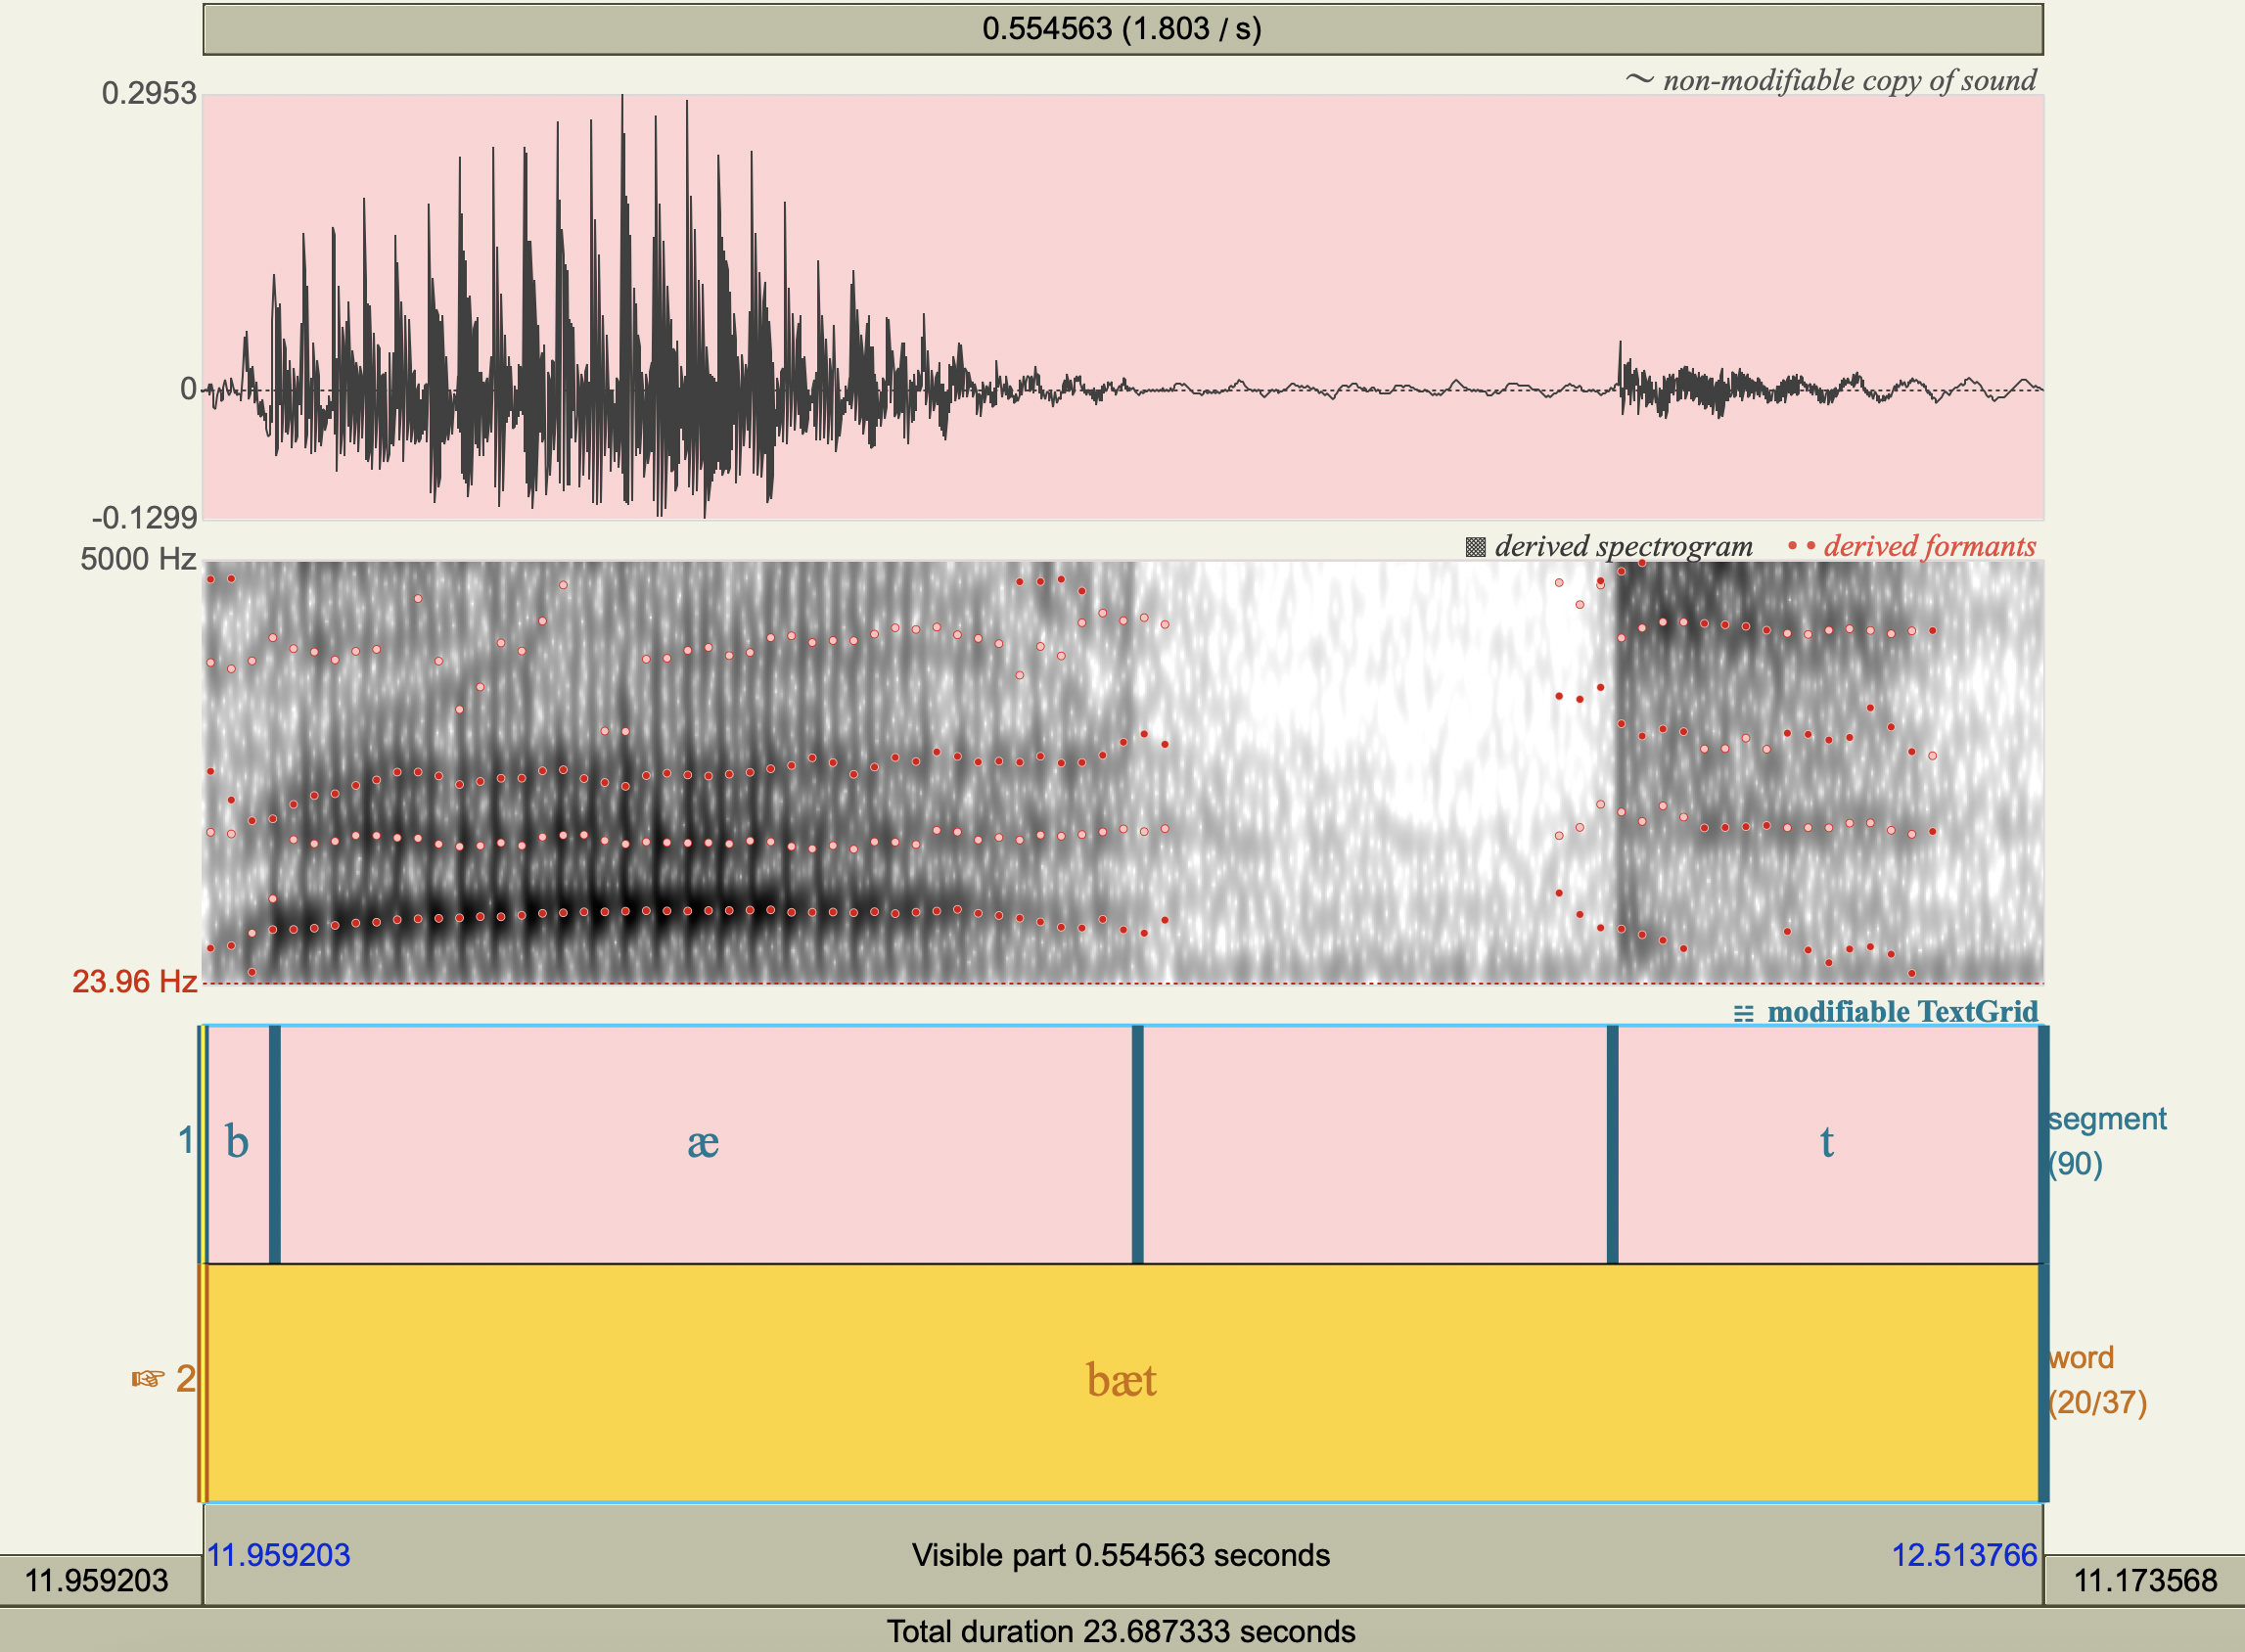 0.554563 (1.803 / s)
～ non-modifiable copy of sound
0.2953
0
-0.1299
derived spectrogram •• derived formants
5000 Hz
23.96 Hz
modifiable TextGrid
1 b æ t segment
(90)
☞ 2 bæt word
(20/37)
11.959203 Visible part 0.554563 seconds 12.513766
11.959203 11.173568
Total duration 23.687333 seconds